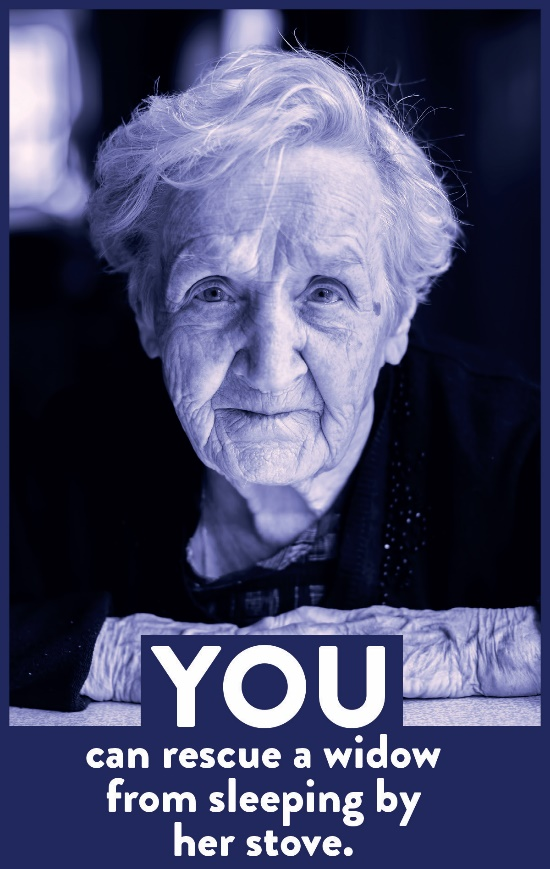 YOU
can rescue a widow
from sleeping by
her stove.